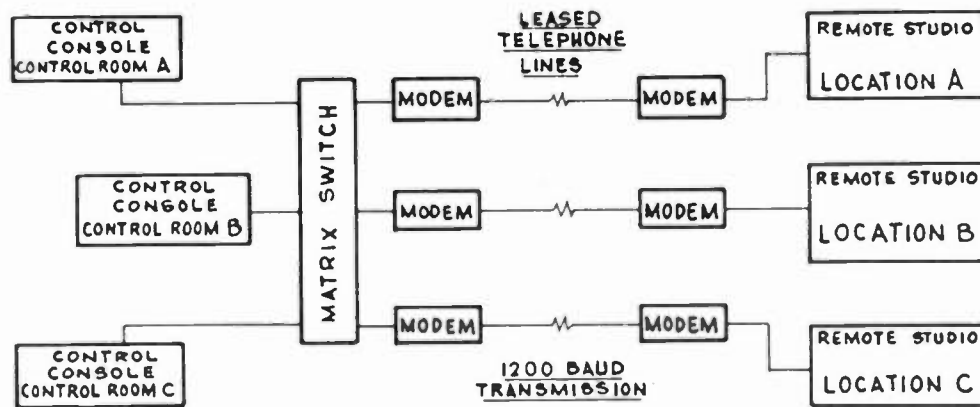 CONTROL
CONSOLE
CONTROL ROOM A
LEASED
TELEPHONE
LINES
REMOTE STUDIO
LOCATION A
MODEM
MODEM
MATRIX SWITCH
CONTROL
CONSOLE
CONTROL ROOM B
MODEM
MODEM
REMOTE STUDIO
LOCATION B
CONTROL
CONSOLE
CONTROL ROOM C
MODEM
MODEM
1200 BAUD
TRANSMISSION
REMOTE STUDIO
LOCATION C